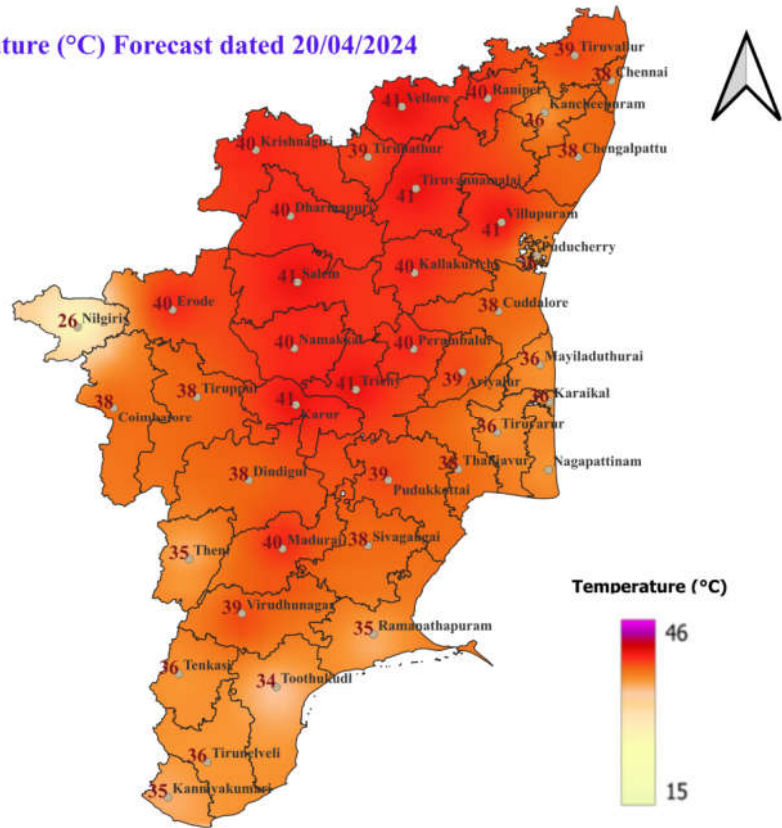 ture (°C) Forecast dated 20/04/2024
39 Tiruvallur
38 Chennai
40 Ranipet
41 Vellore
Kancheepuram
36
40 Krishnagiri
39 Tirupathur
38 Chengalpattu
Tiruvannamalai
41
40 Dharmapuri
Villupuram
41
Puducherry
41 Salem
40 Kallakurichi
40 Erode
38 Cuddalore
26 Nilgiris
40 Namakkal
40 Perambalur
36 Mayiladuthurai
39 Ariyalur
38 Tiruppur
41 Trichy
36 Karaikal
38
Coimbatore
41
Karur
36 Tiruvarur
38 Thanjavur
Nagapattinam
38 Dindigul
39
Pudukkottai
40 Madurai
38 Sivagangai
35 Theni
39 Virudhunagar
35 Ramanathapuram
36 Tenkasi
34 Toothukudi
36 Tirunelveli
35 Kanniyakumari
Temperature (°C)
46
15